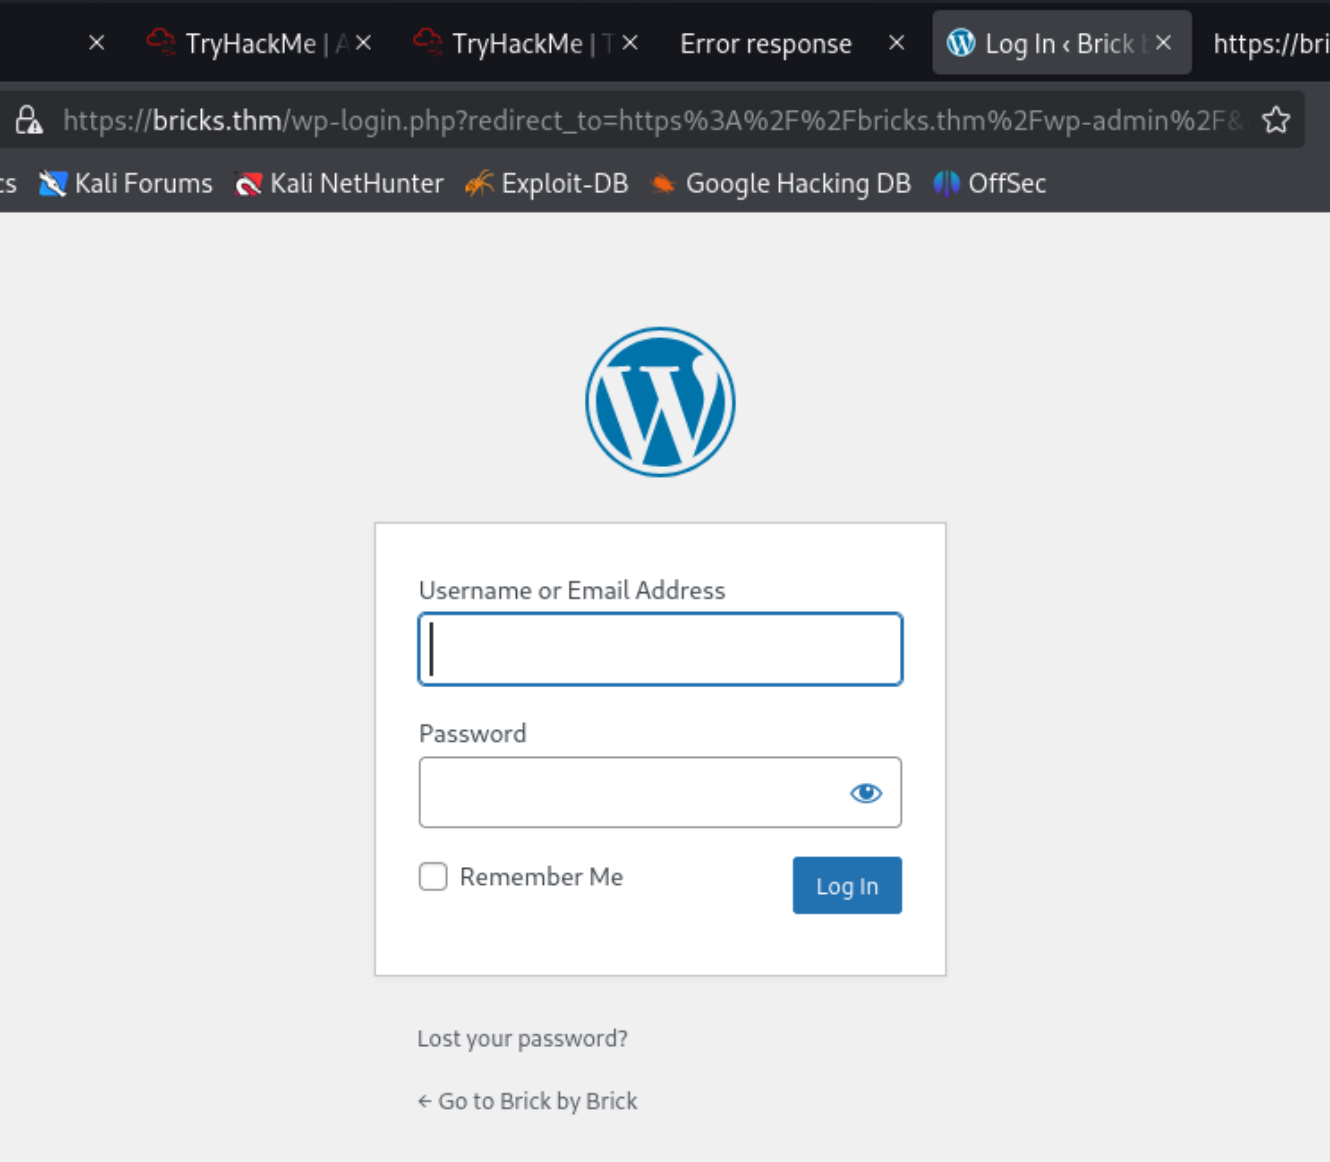 TryHackMe | A
TryHackMe | T
Error response
Log In ‹ Brick
https://bri
https://bricks.thm/wp-login.php?redirect_to=https%3A%2F%2Fbricks.thm%2Fwp-admin%2F&
cs
Kali Forums
Kali NetHunter
Exploit-DB
Google Hacking DB
OffSec
Username or Email Address
Password
Remember Me
Log In
Lost your password?
← Go to Brick by Brick